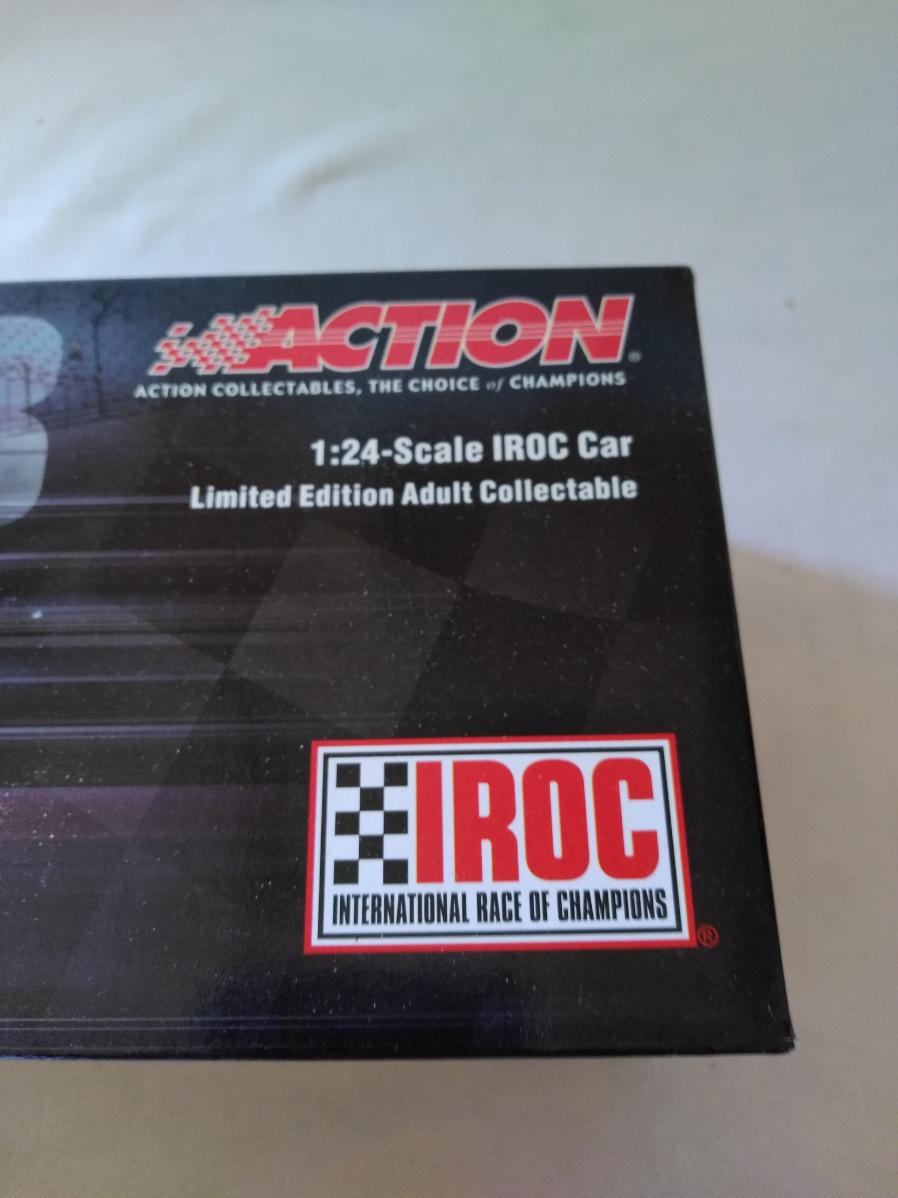 ACTION®
ACTION COLLECTABLES, THE CHOICE of CHAMPIONS
1:24-Scale IROC Car
Limited Edition Adult Collectable
IROC
INTERNATIONAL RACE OF CHAMPIONS
®